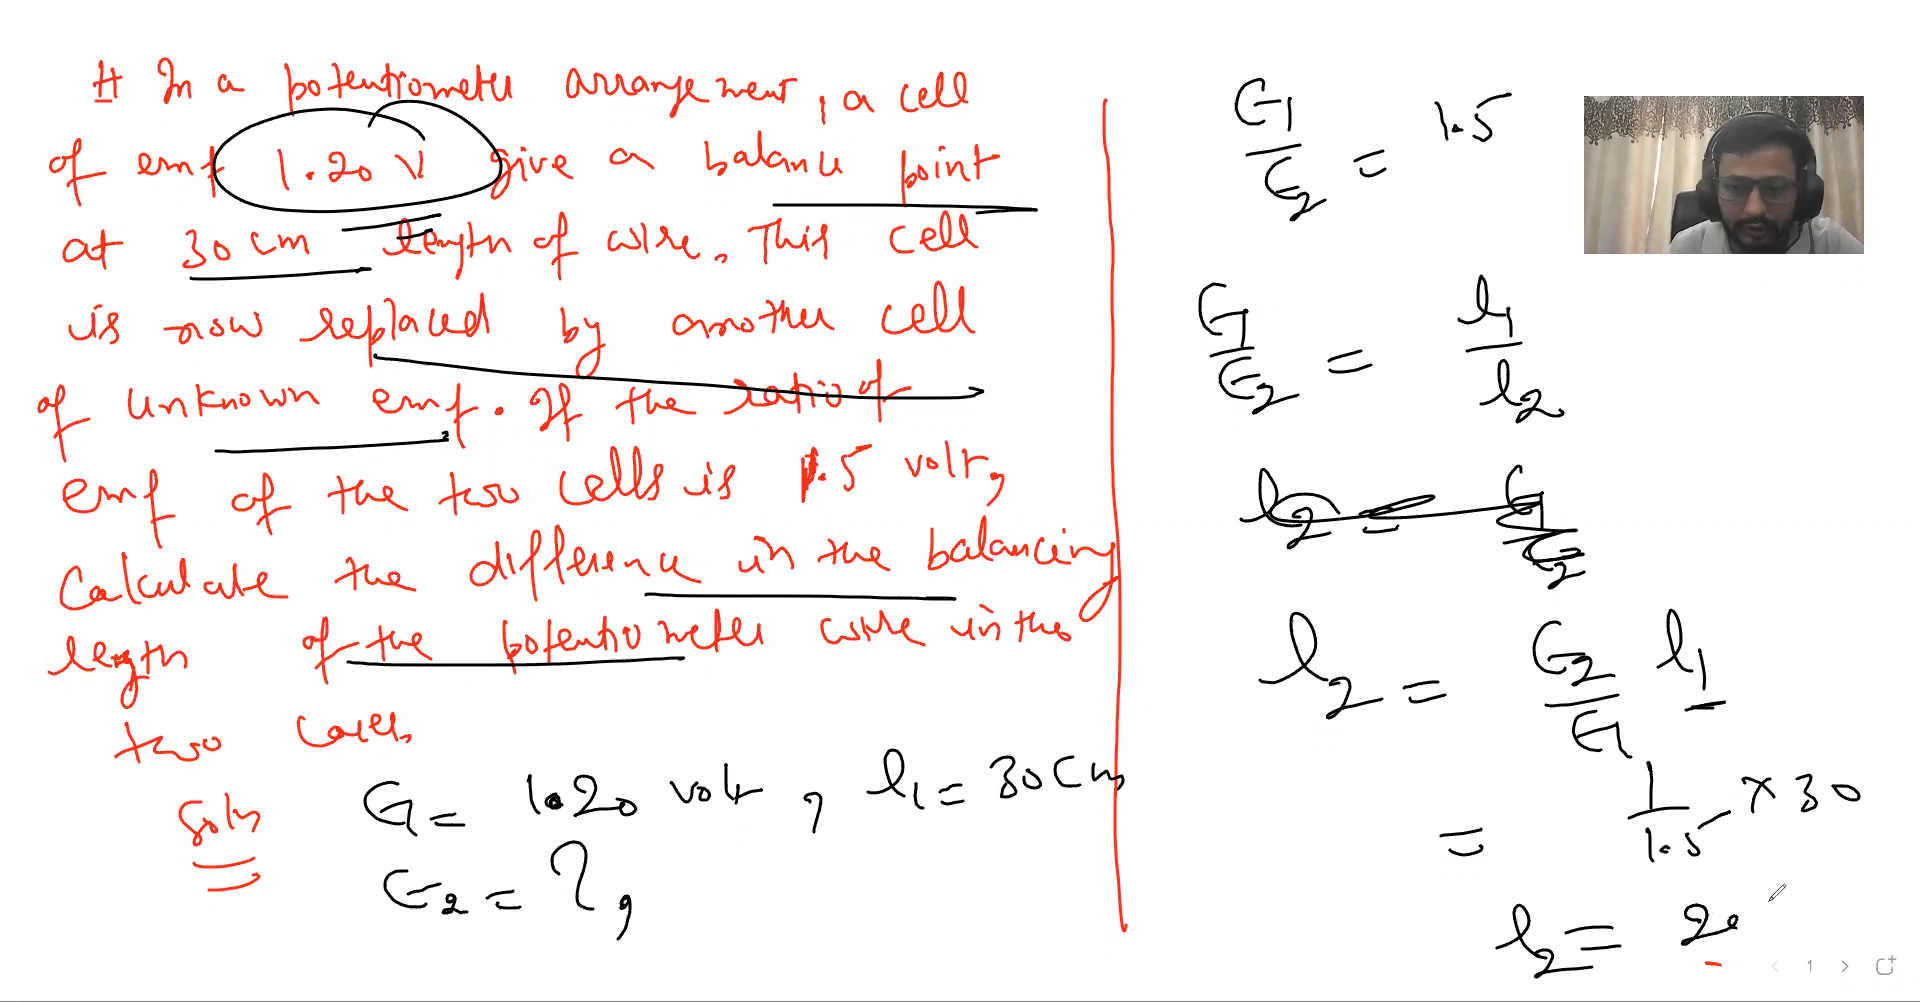 # In a potentiometer arrangement, a cell
of emf 1.20 V give a balance point
at 30 cm length of wire. This cell
is now replaced by another cell
of unknown emf. If the ratio of
emf of the two cells is 1.5 volt,
Calculate the difference in the balancing
length of the potentiometer wire in the
two cases
Soln
E1 = 1.20 volt, l1 = 30 cm
E2 = ?,
E1/E2 = 1.5
E1/E2 = l1/l2
l2 = E2/E1 l1
= 1/1.5 × 30
l2 = 20
1